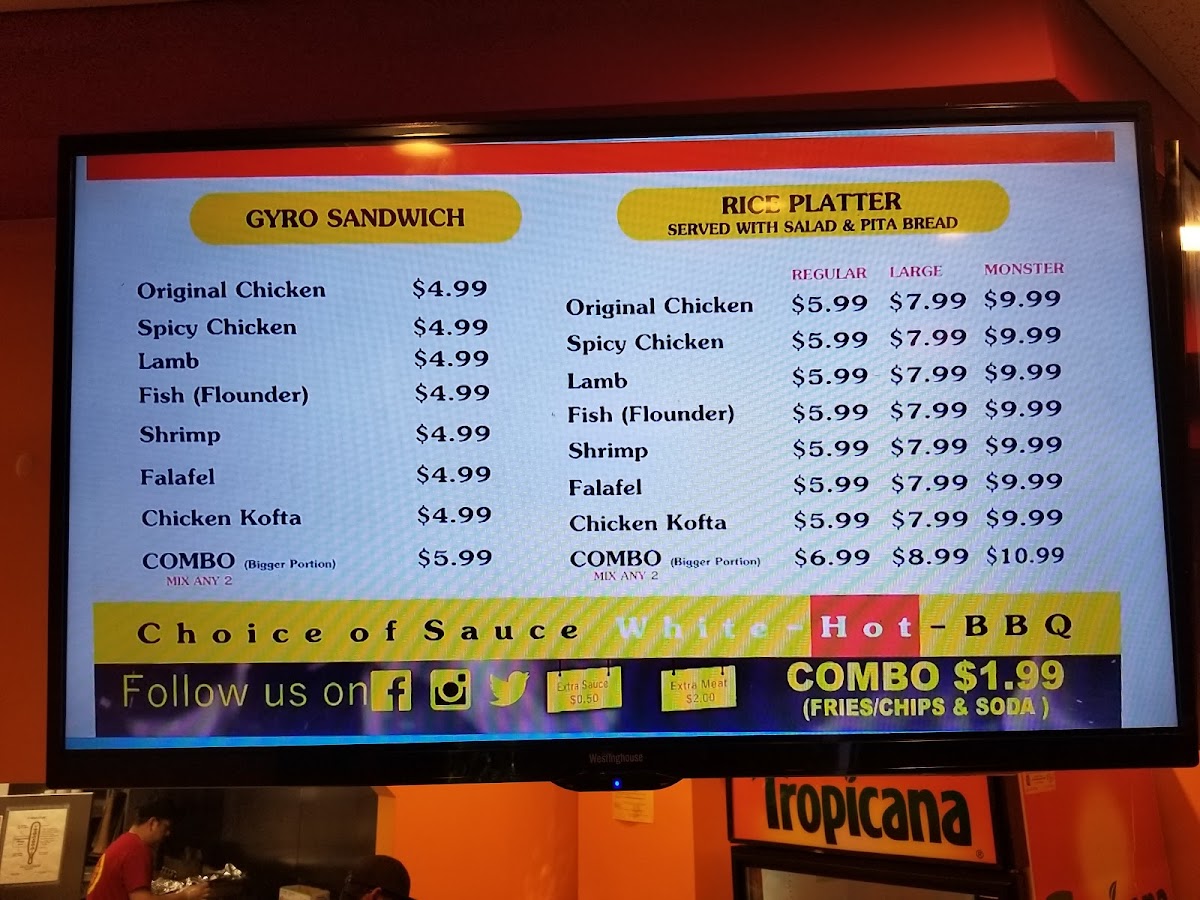 GYRO SANDWICH
Original Chicken $4.99
Spicy Chicken $4.99
Lamb $4.99
Fish (Flounder) $4.99
Shrimp $4.99
Falafel $4.99
Chicken Kofta $4.99
COMBO (Bigger Portion) $5.99
MIX ANY 2
RICE PLATTER
SERVED WITH SALAD & PITA BREAD
REGULAR LARGE MONSTER
Original Chicken $5.99 $7.99 $9.99
Spicy Chicken $5.99 $7.99 $9.99
Lamb $5.99 $7.99 $9.99
Fish (Flounder) $5.99 $7.99 $9.99
Shrimp $5.99 $7.99 $9.99
Falafel $5.99 $7.99 $9.99
Chicken Kofta $5.99 $7.99 $9.99
COMBO (Bigger Portion) $6.99 $8.99 $10.99
MIX ANY 2
Choice of Sauce White-Hot-BBQ
Follow us on
Extra Sauce
$0.50
Extra Meat
$2.00
COMBO $1.99
(FRIES/CHIPS & SODA )
Westinghouse
Tropicana